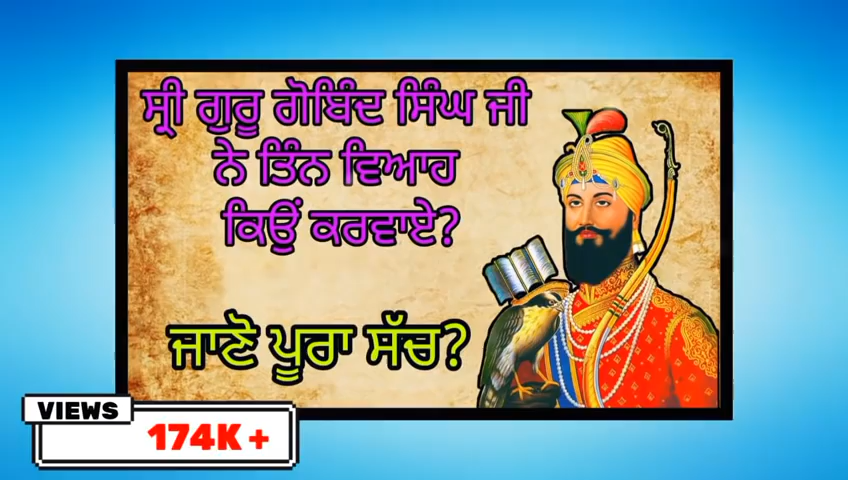 ਸ੍ਰੀ ਗੁਰੂ ਗੋਬਿੰਦ ਸਿੰਘ ਜੀ
ਨੇ ਤਿੰਨ ਵਿਆਹ
ਕਿਉਂ ਕਰਵਾਏ?
ਜਾਣੋ ਪੂਰਾ ਸੱਚ?
VIEWS
174K+